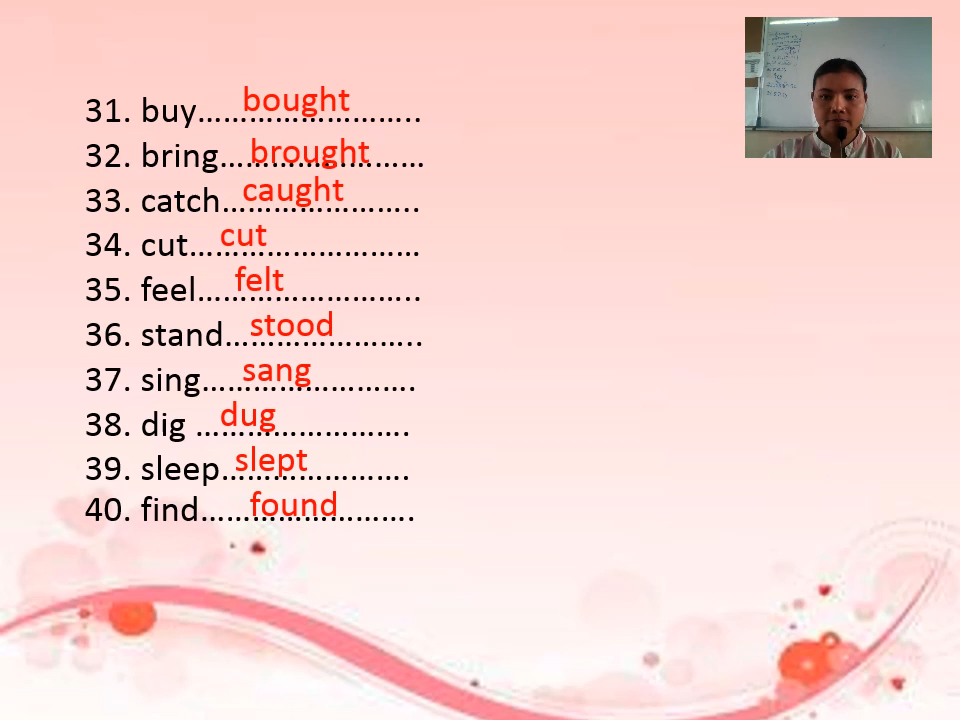 31. buy…………………….. bought
32. bring…………………… brought
33. catch………………….. caught
34. cut……………………… cut
35. feel…………………….. felt
36. stand………………….. stood
37. sing……………………. sang
38. dig ……………………. dug
39. sleep…………………. slept
40. find……………………. found